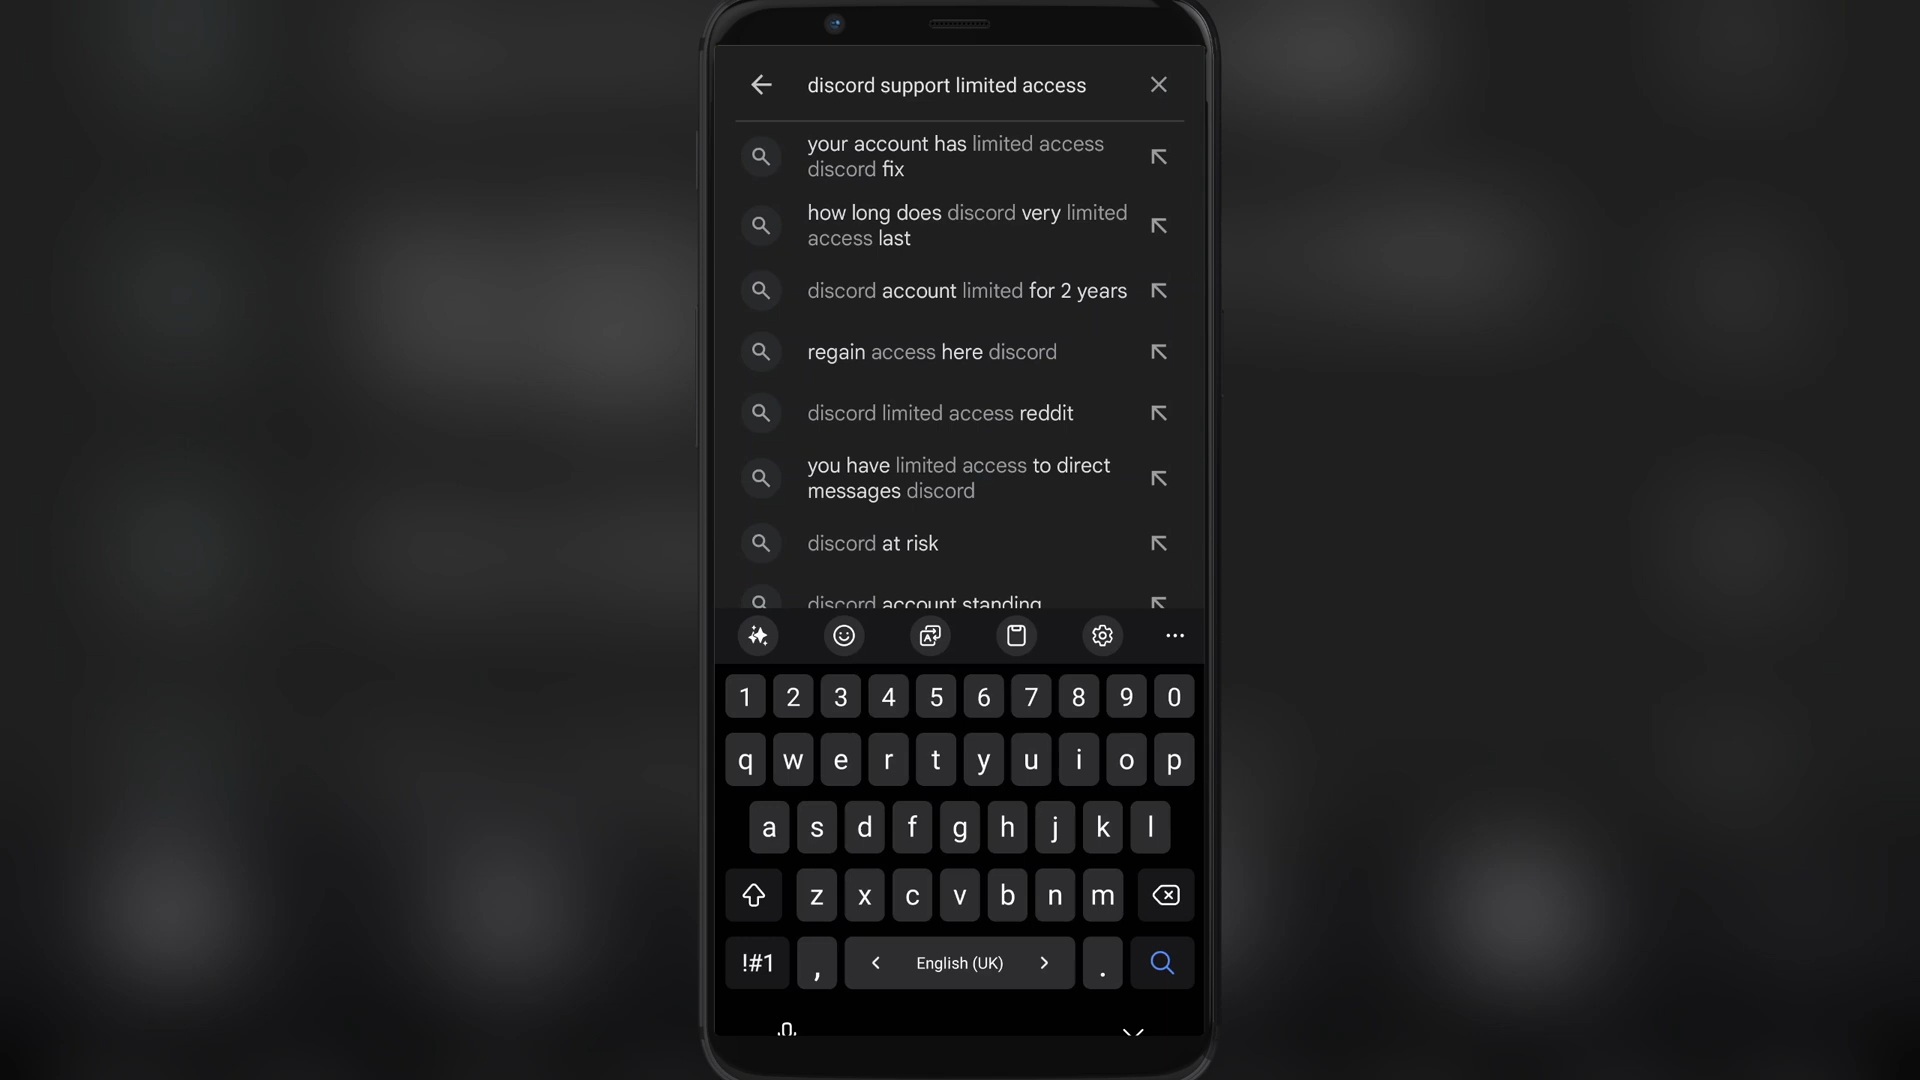 discord support limited access
your account has limited access
discord fix
how long does discord very limited
access last
discord account limited for 2 years
regain access here discord
discord limited access reddit
you have limited access to direct
messages discord
discord at risk
discord account standing
1 2 3 4 5 6 7 8 9 0
q w e r t y u i o p
a s d f g h j k l
z x c v b n m
!#1 , < English (UK) > .